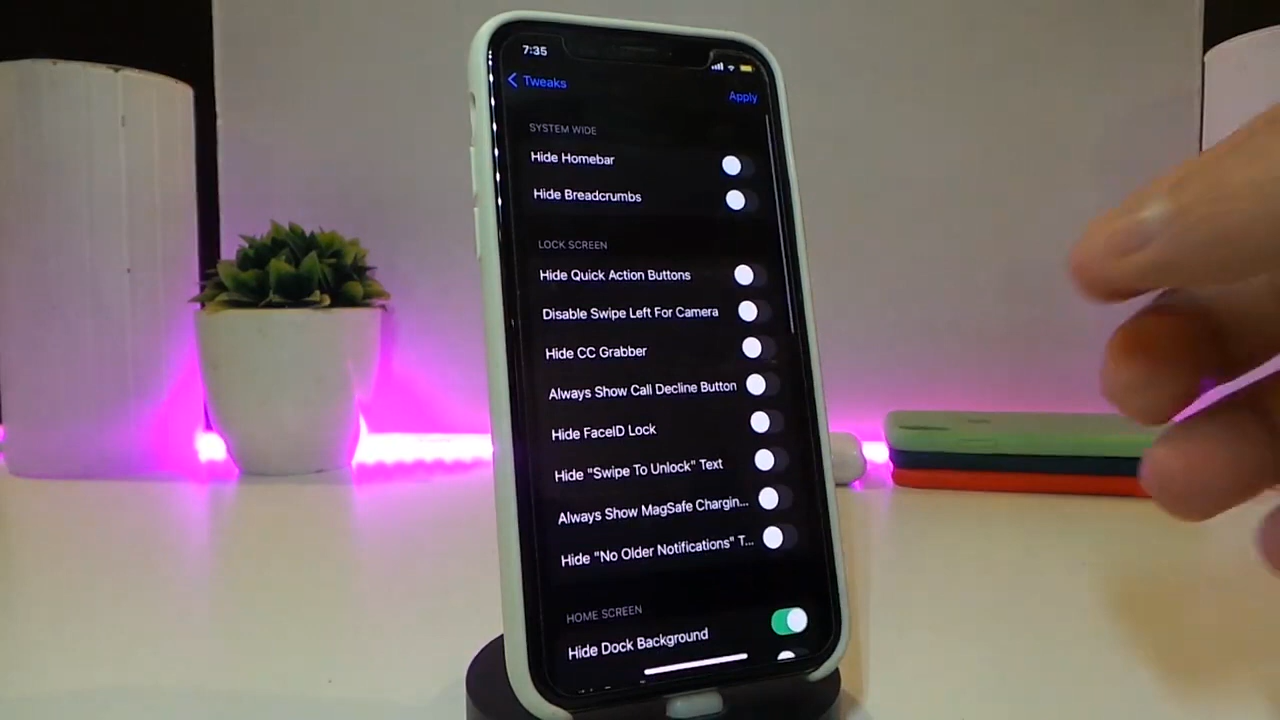 7:35
Tweaks
Apply
SYSTEM WIDE
Hide Homebar
Hide Breadcrumbs
LOCK SCREEN
Hide Quick Action Buttons
Disable Swipe Left For Camera
Hide CC Grabber
Always Show Call Decline Button
Hide FaceID Lock
Hide "Swipe To Unlock" Text
Always Show MagSafe Chargin...
Hide "No Older Notifications" T...
HOME SCREEN
Hide Dock Background